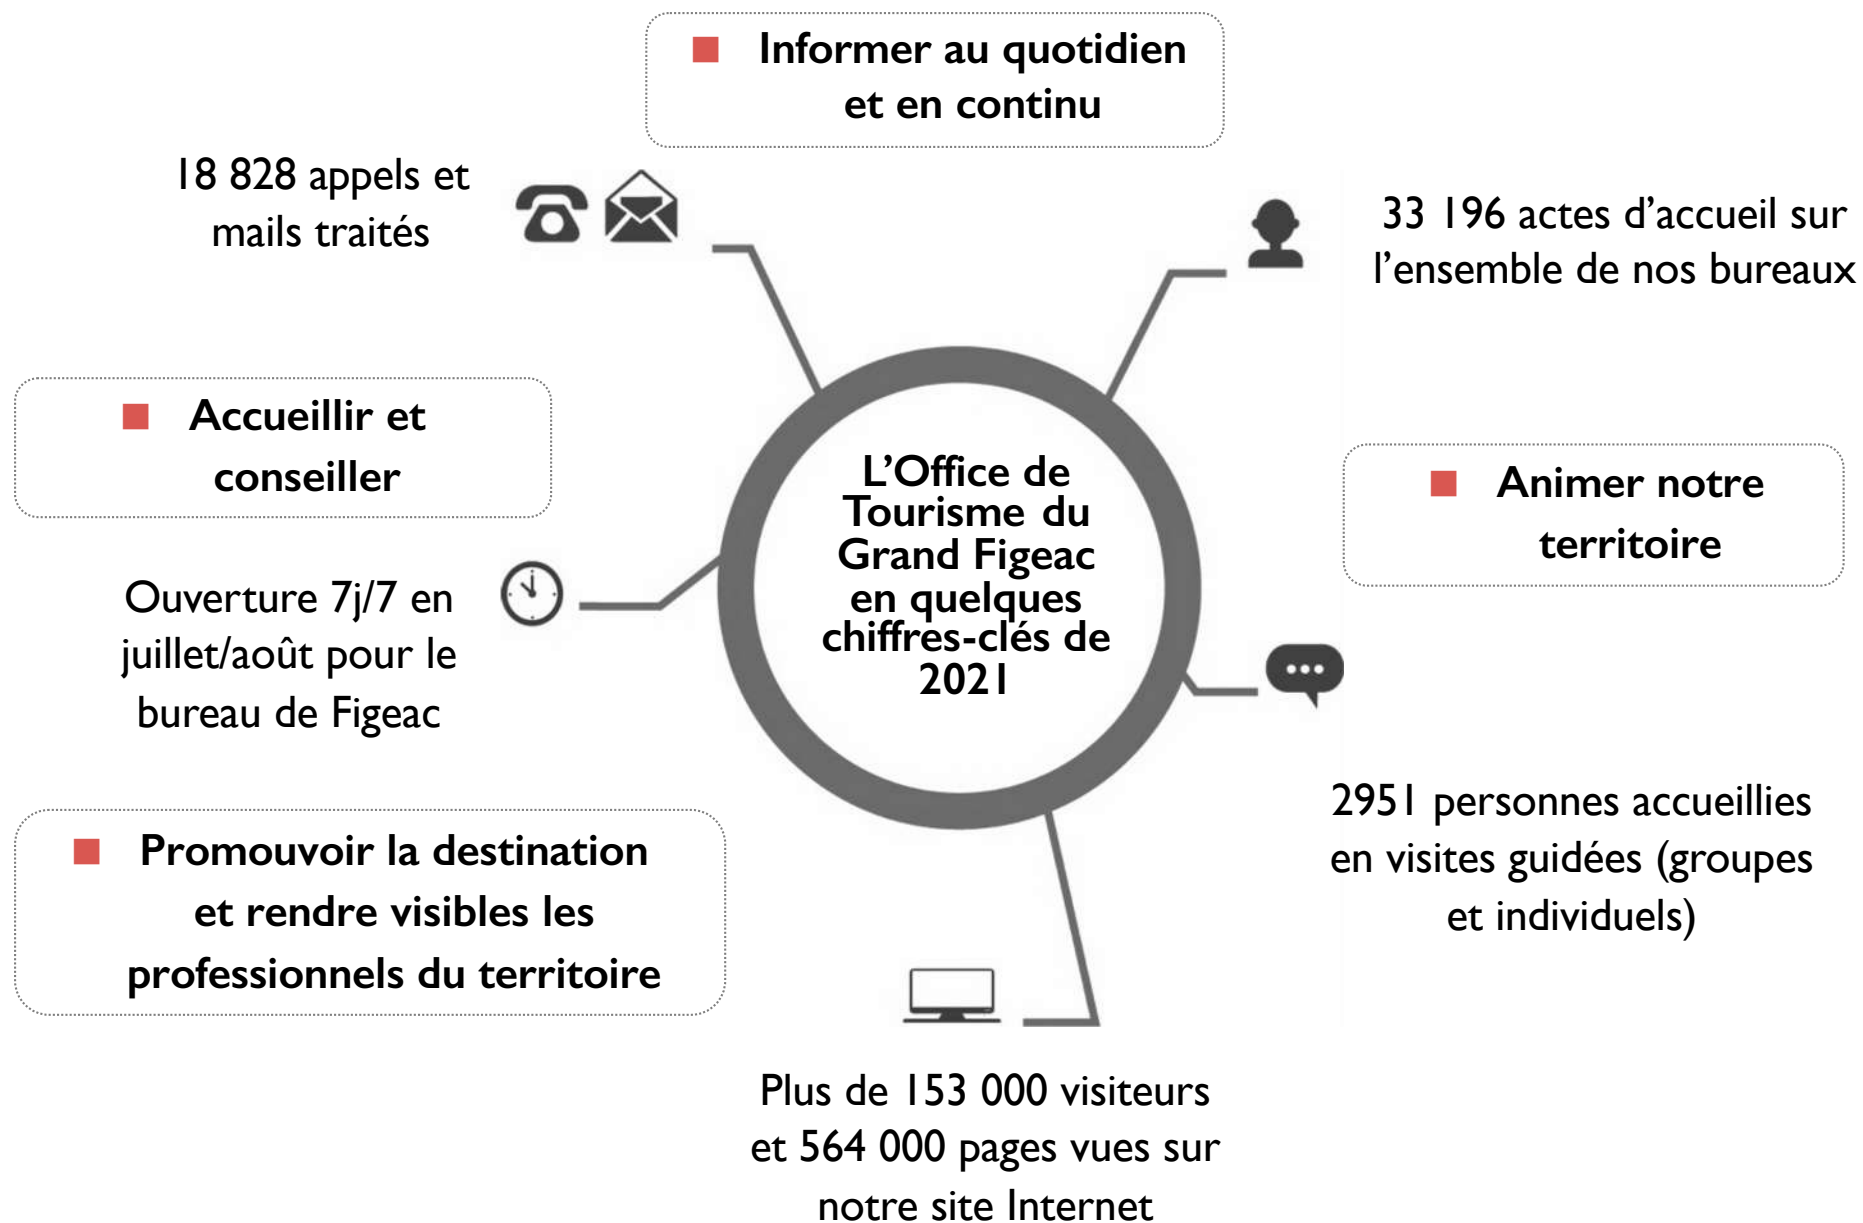 Informer au quotidien
et en continu
18 828 appels et
mails traités
33 196 actes d’accueil sur
l’ensemble de nos bureaux
Accueillir et
conseiller
L’Office de
Tourisme du
Grand Figeac
en quelques
chiffres-clés de
2021
Animer notre
territoire
Ouverture 7j/7 en
juillet/août pour le
bureau de Figeac
2951 personnes accueillies
en visites guidées (groupes
et individuels)
Promouvoir la destination
et rendre visibles les
professionnels du territoire
Plus de 153 000 visiteurs
et 564 000 pages vues sur
notre site Internet